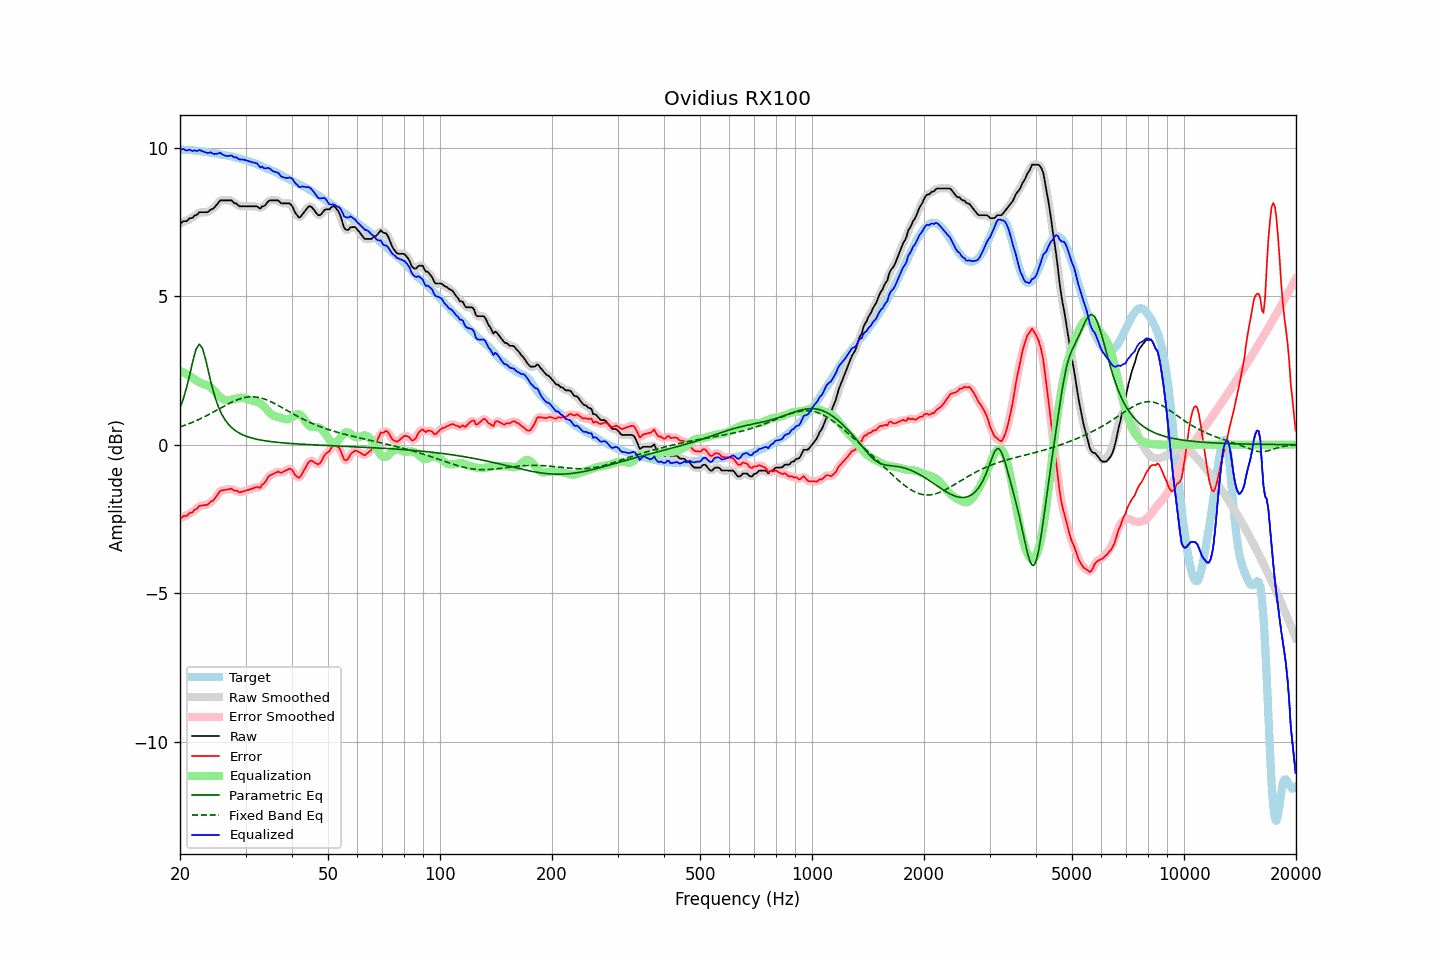 Ovidius RX100
Amplitude (dBr)
10
5
0
−5
−10
Target
Raw Smoothed
Error Smoothed
Raw
Error
Equalization
Parametric Eq
Fixed Band Eq
Equalized
20 50 100 200 500 1000 2000 5000 10000 20000
Frequency (Hz)